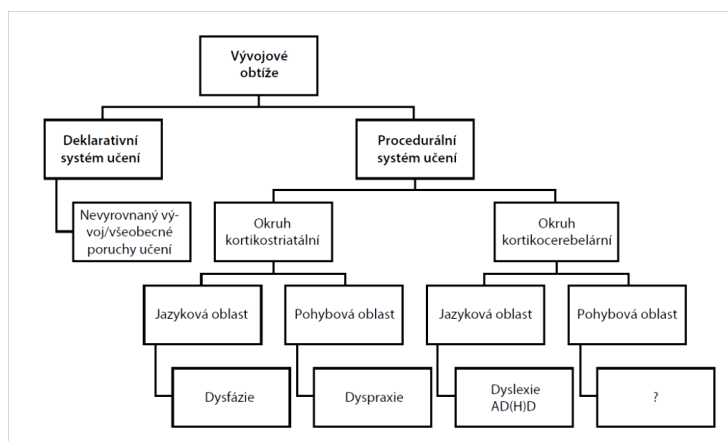 Vývojové
obtíže
Deklarativní
systém učení
Procedurální
systém učení
Nevyrovnaný vý-
voj/všeobecné
poruchy učení
Okruh
kortikostriatální
Okruh
kortikocerebelární
Jazyková oblast
Pohybová oblast
Jazyková oblast
Pohybová oblast
Dysfázie
Dyspraxie
Dyslexie
AD(H)D
?